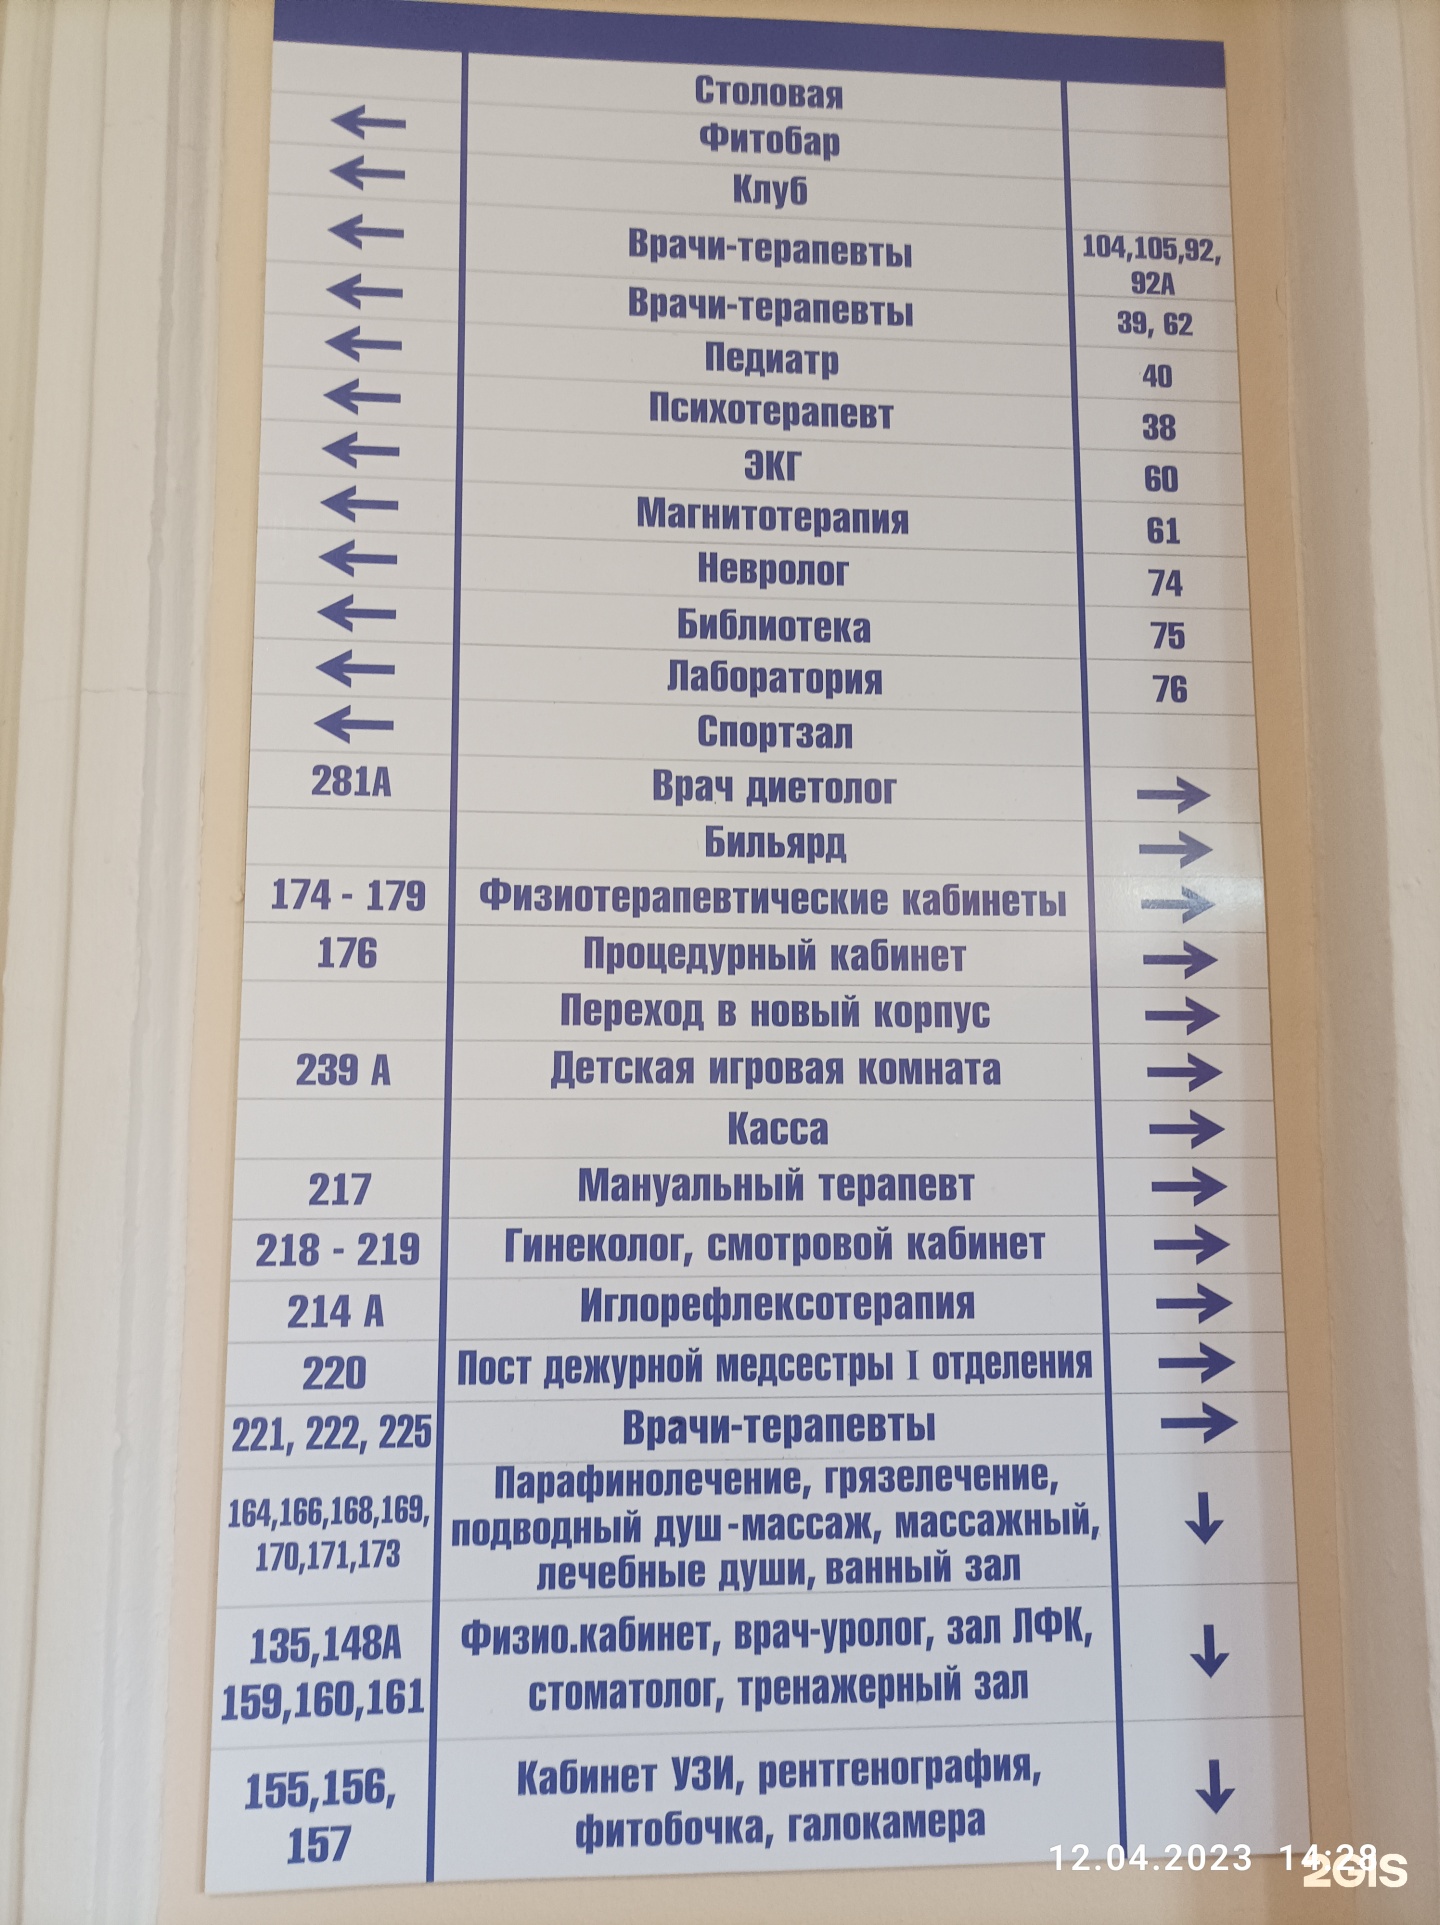 Столовая
← Фитобар
← Клуб
← Врачи-терапевты 104,105,92,
92А
← Врачи-терапевты 39, 62
← Педиатр 40
← Психотерапевт 38
← ЭКГ 60
← Магнитотерапия 61
← Невролог 74
← Библиотека 75
← Лаборатория 76
← Спортзал
281А Врач диетолог →
Бильярд →
174 - 179 Физиотерапевтические кабинеты →
176 Процедурный кабинет →
Переход в новый корпус →
239 А Детская игровая комната →
Касса →
217 Мануальный терапевт →
218 - 219 Гинеколог, смотровой кабинет →
214 А Иглорефлексотерапия →
220 Пост дежурной медсестры I отделения →
221, 222, 225 Врачи-терапевты →
Парафинолечение, грязелечение,
164,166,168,169, подводный душ-массаж, массажный, ↓
170,171,173 лечебные души, ванный зал
135,148А Физио.кабинет, врач-уролог, зал ЛФК, ↓
159,160,161 стоматолог, тренажерный зал
155,156, Кабинет УЗИ, рентгенография, ↓
157 фитобочка, галокамера
12.04.2023 14:28
2GIS